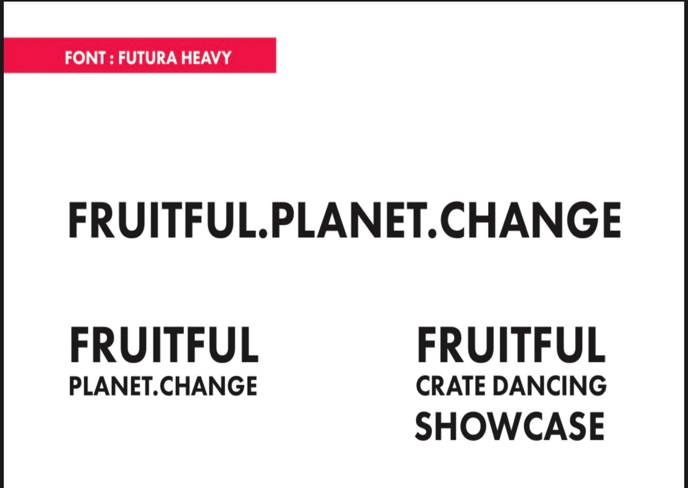 FONT : FUTURA HEAVY
FRUITFUL.PLANET.CHANGE
FRUITFUL
PLANET.CHANGE
FRUITFUL
CRATE DANCING
SHOWCASE